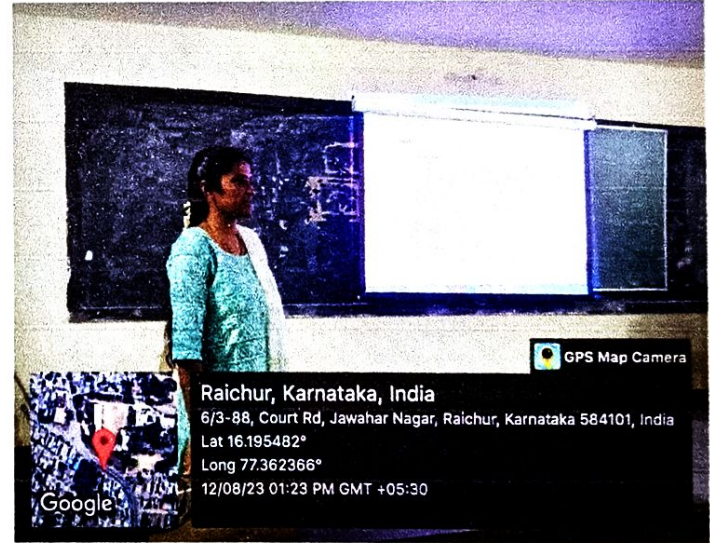 GPS Map Camera
Raichur, Karnataka, India
6/3-88, Court Rd, Jawahar Nagar, Raichur, Karnataka 584101, India
Lat 16.195482°
Long 77.362366°
12/08/23 01:23 PM GMT +05:30
Google